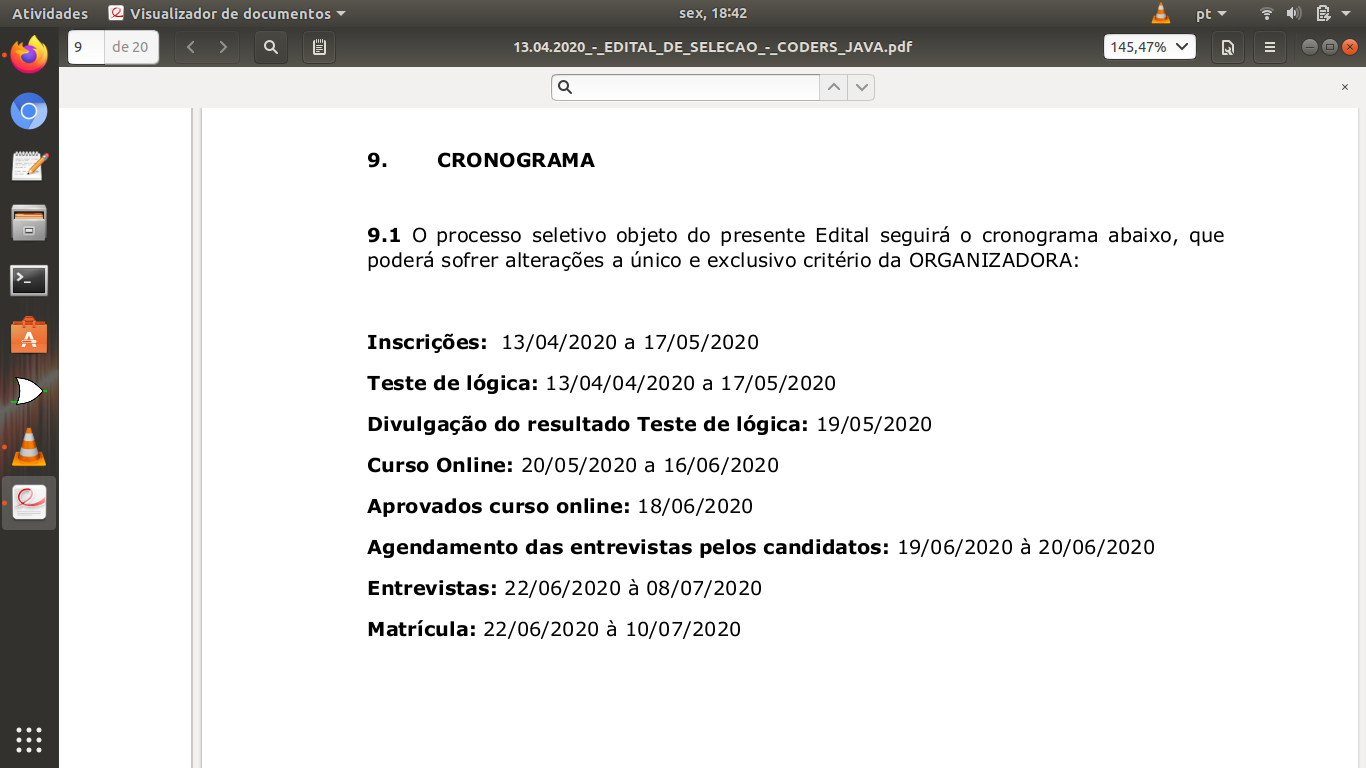 Atividades Visualizador de documentos sex, 18:42 pt
9 de 20 13.04.2020_-_EDITAL_DE_SELECAO_-_CODERS_JAVA.pdf 145,47%
9. CRONOGRAMA
9.1 O processo seletivo objeto do presente Edital seguirá o cronograma abaixo, que
poderá sofrer alterações a único e exclusivo critério da ORGANIZADORA:
Inscrições: 13/04/2020 a 17/05/2020
Teste de lógica: 13/04/04/2020 a 17/05/2020
Divulgação do resultado Teste de lógica: 19/05/2020
Curso Online: 20/05/2020 a 16/06/2020
Aprovados curso online: 18/06/2020
Agendamento das entrevistas pelos candidatos: 19/06/2020 à 20/06/2020
Entrevistas: 22/06/2020 à 08/07/2020
Matrícula: 22/06/2020 à 10/07/2020